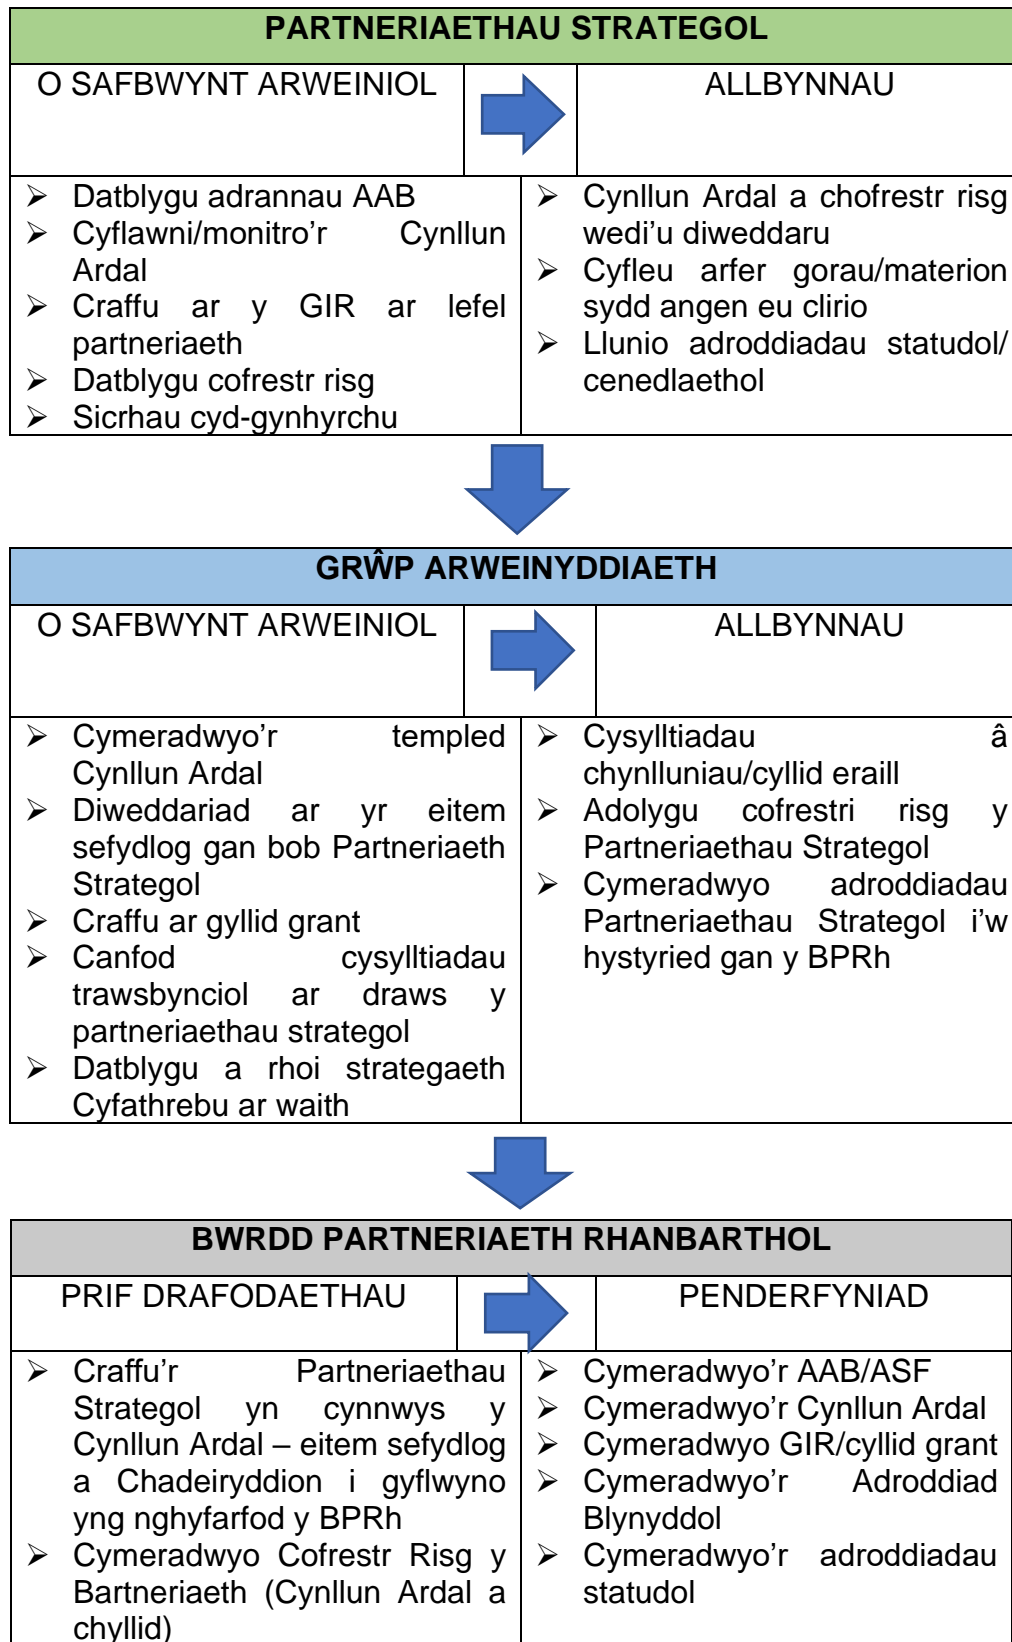 PARTNERIAETHAU STRATEGOL
O SAFBWYNT ARWEINIOL
ALLBYNNAU
➢ Datblygu adrannau AAB
➢ Cyflawni/monitro’r Cynllun
Ardal
➢ Craffu ar y GIR ar lefel
partneriaeth
➢ Datblygu cofrestr risg
➢ Sicrhau cyd-gynhyrchu
➢ Cynllun Ardal a chofrestr risg
wedi’u diweddaru
➢ Cyfleu arfer gorau/materion
sydd angen eu clirio
➢ Llunio adroddiadau statudol/
cenedlaethol
GRŴP ARWEINYDDIAETH
O SAFBWYNT ARWEINIOL
ALLBYNNAU
➢ Cymeradwyo’r templed
Cynllun Ardal
➢ Diweddariad ar yr eitem
sefydlog gan bob Partneriaeth
Strategol
➢ Craffu ar gyllid grant
➢ Canfod cysylltiadau
trawsbynciol ar draws y
partneriaethau strategol
➢ Datblygu a rhoi strategaeth
Cyfathrebu ar waith
➢ Cysylltiadau â
chynlluniau/cyllid eraill
➢ Adolygu cofrestri risg y
Partneriaethau Strategol
➢ Cymeradwyo adroddiadau
Partneriaethau Strategol i’w
hystyried gan y BPRh
BWRDD PARTNERIAETH RHANBARTHOL
PRIF DRAFODAETHAU
PENDERFYNIAD
➢ Craffu’r Partneriaethau
Strategol yn cynnwys y
Cynllun Ardal – eitem sefydlog
a Chadeiryddion i gyflwyno
yng nghyfarfod y BPRh
➢ Cymeradwyo Cofrestr Risg y
Bartneriaeth (Cynllun Ardal a
chyllid)
➢ Cymeradwyo’r AAB/ASF
➢ Cymeradwyo’r Cynllun Ardal
➢ Cymeradwyo GIR/cyllid grant
➢ Cymeradwyo’r Adroddiad
Blynyddol
➢ Cymeradwyo’r adroddiadau
statudol